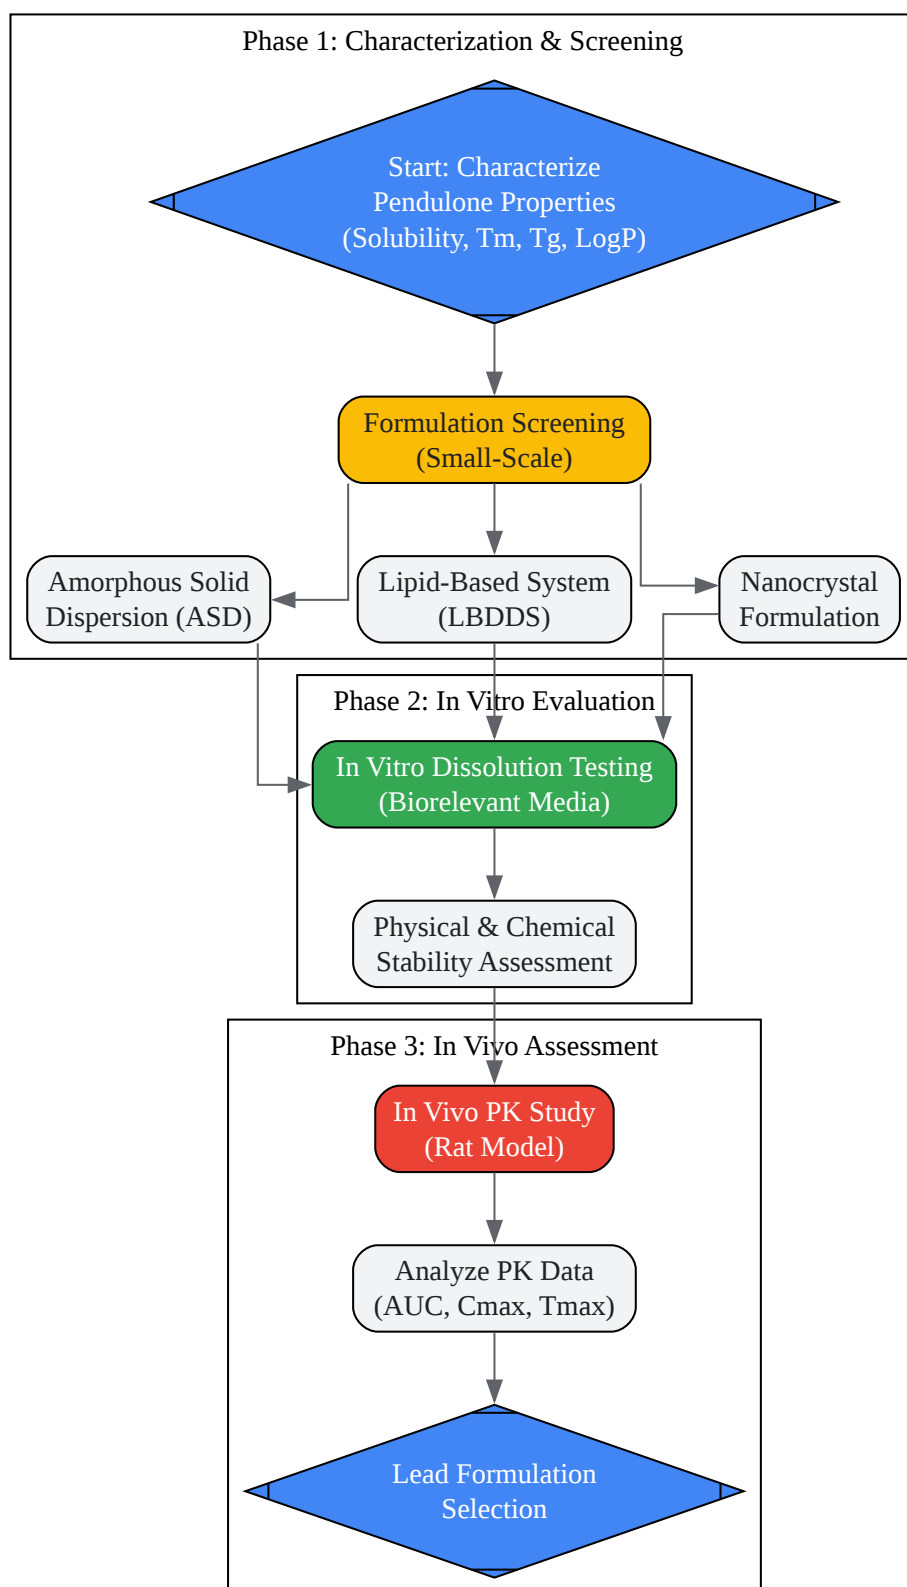 Phase 1: Characterization & Screening
Start: Characterize
Pendulone Properties
(Solubility, Tm, Tg, LogP)
Formulation Screening
(Small-Scale)
Amorphous Solid
Dispersion (ASD)
Lipid-Based System
(LBDDS)
Nanocrystal
Formulation
Phase 2: In Vitro Evaluation
In Vitro Dissolution Testing
(Biorelevant Media)
Physical & Chemical
Stability Assessment
Phase 3: In Vivo Assessment
In Vivo PK Study
(Rat Model)
Analyze PK Data
(AUC, Cmax, Tmax)
Lead Formulation
Selection